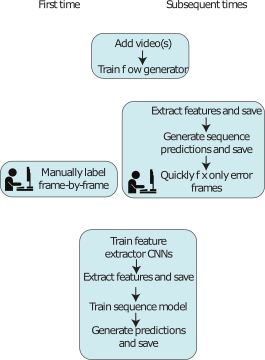 First time
Subsequent times
Add video(s)
Train f ow generator
Extract features and save
Generate sequence
predictions and save
Manually label
frame-by-frame
Quickly f x only error
frames
Train feature
extractor CNNs
Extract features and save
Train sequence model
Generate predictions
and save